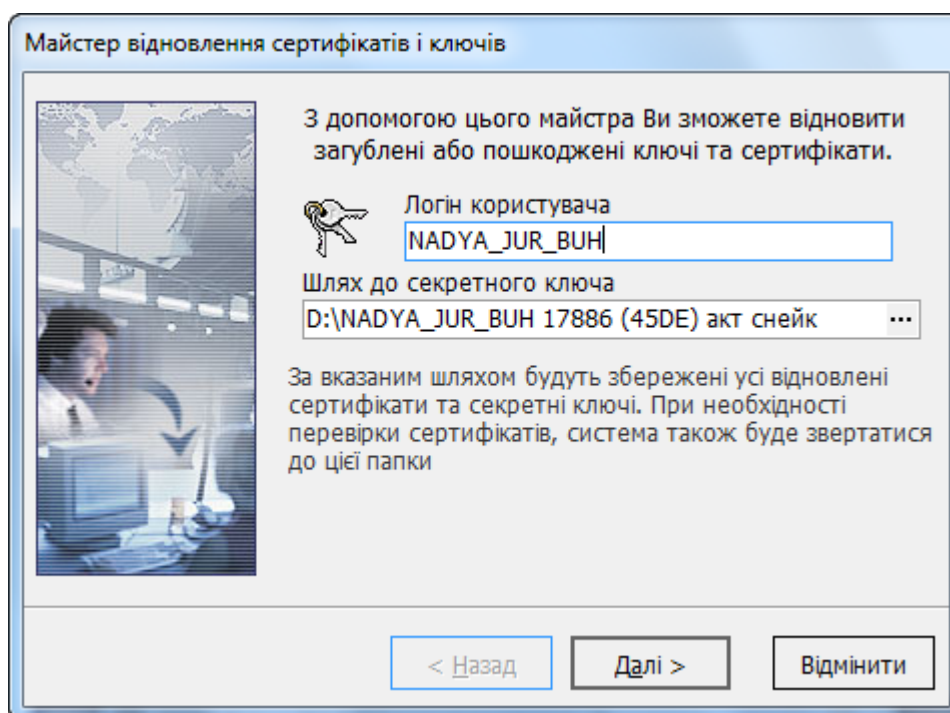 Майстер відновлення сертифікатів і ключів
З допомогою цього майстра Ви зможете відновити
загублені або пошкоджені ключі та сертифікати.
Логін користувача
NADYA_JUR_BUH
Шлях до секретного ключа
D:\NADYA_JUR_BUH 17886 (45DE) акт снейк ...
За вказаним шляхом будуть збережені усі відновлені
сертифікати та секретні ключі. При необхідності
перевірки сертифікатів, система також буде звертатися
до цієї папки
< Назад Далі > Відмінити